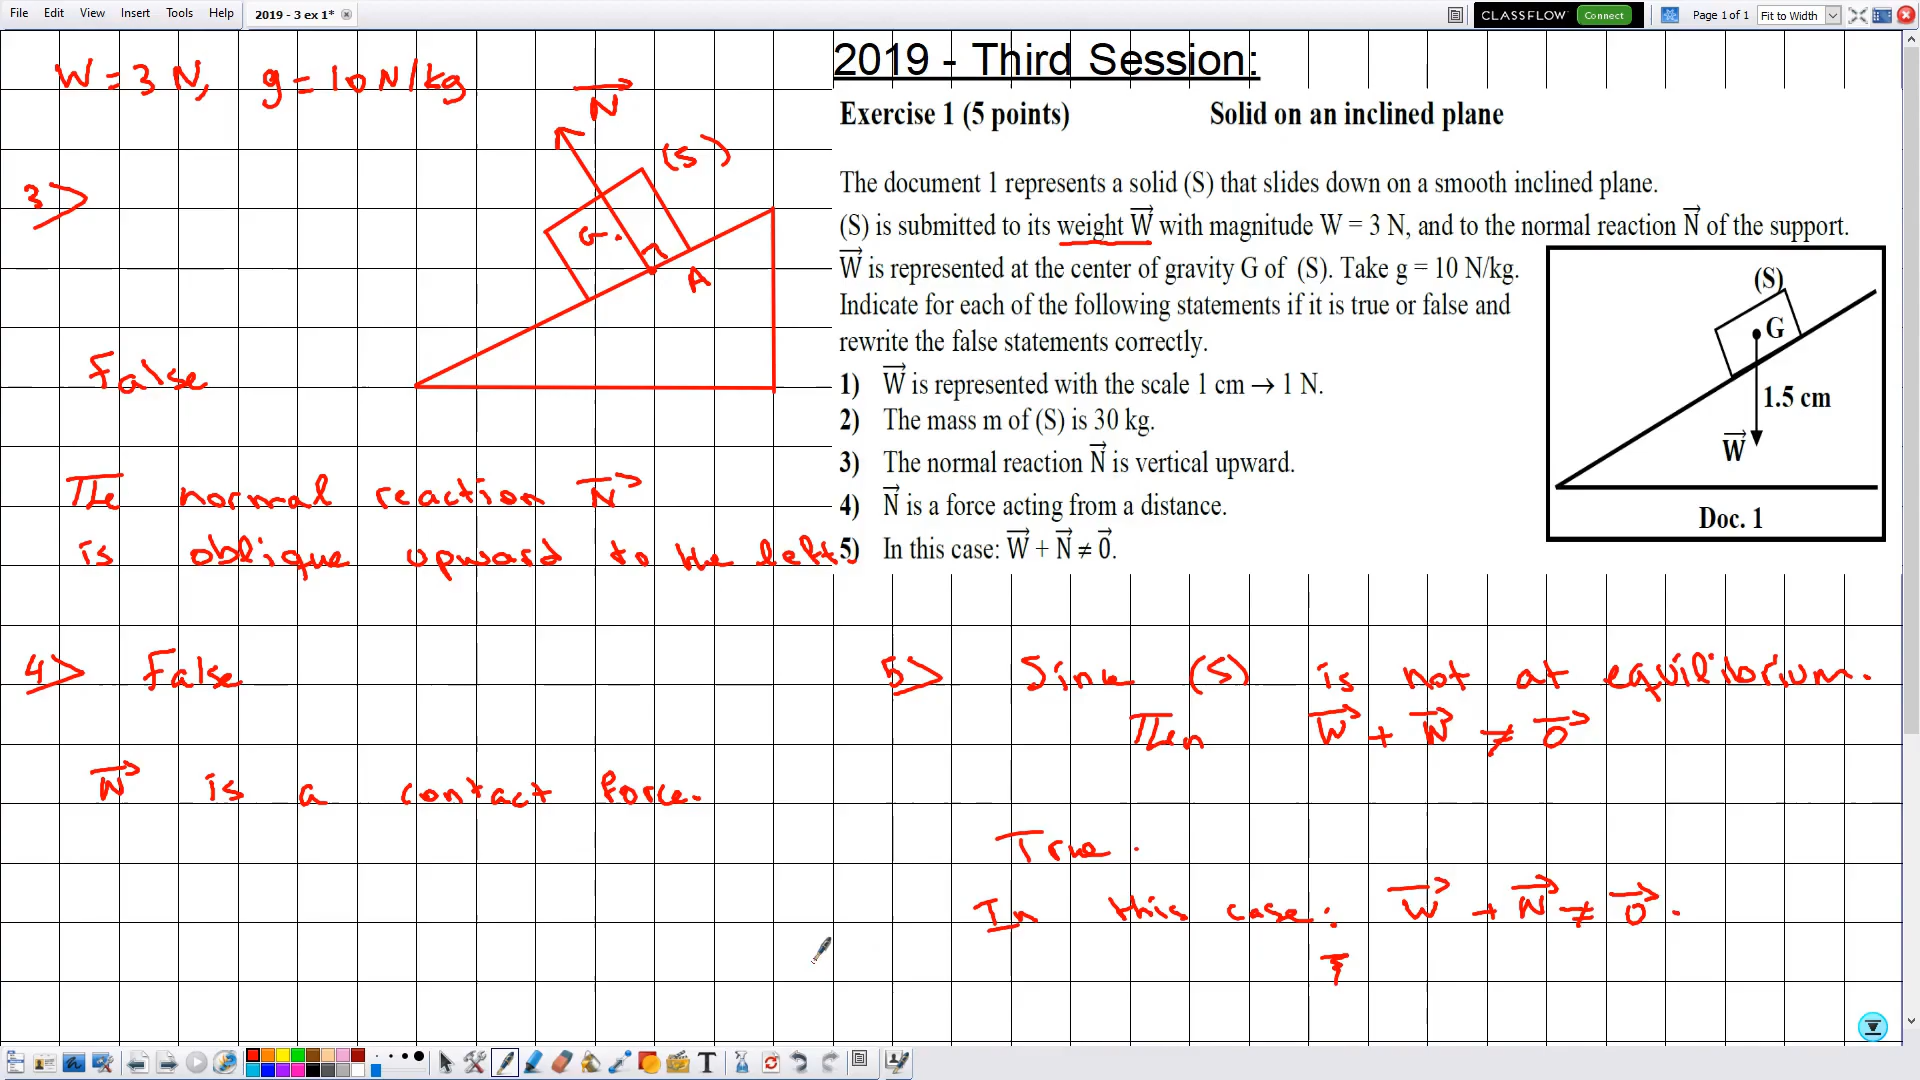 File Edit View Insert Tools Help 2019 - 3 ex 1* CLASSFLOW Connect Page 1 of 1 Fit to Width
W = 3 N, g = 10 N/kg
N
(S)
G
A
3>
False
The normal reaction N
is oblique upward to the left.
4> False
N is a contact force.
2019 - Third Session:
Exercise 1 (5 points) Solid on an inclined plane
The document 1 represents a solid (S) that slides down on a smooth inclined plane.
(S) is submitted to its weight W⃗ with magnitude W = 3 N, and to the normal reaction N⃗ of the support.
W⃗ is represented at the center of gravity G of (S). Take g = 10 N/kg.
Indicate for each of the following statements if it is true or false and
rewrite the false statements correctly.
1) W⃗ is represented with the scale 1 cm → 1 N.
2) The mass m of (S) is 30 kg.
3) The normal reaction N⃗ is vertical upward.
4) N⃗ is a force acting from a distance.
5) In this case: W⃗ + N⃗ ≠ 0⃗.
(S)
G
1.5 cm
W⃗
Doc. 1
5> Since (S) is not at equilibrium.
Then W⃗ + N⃗ ≠ 0⃗
True.
In this case: W⃗ + N⃗ ≠ 0⃗.